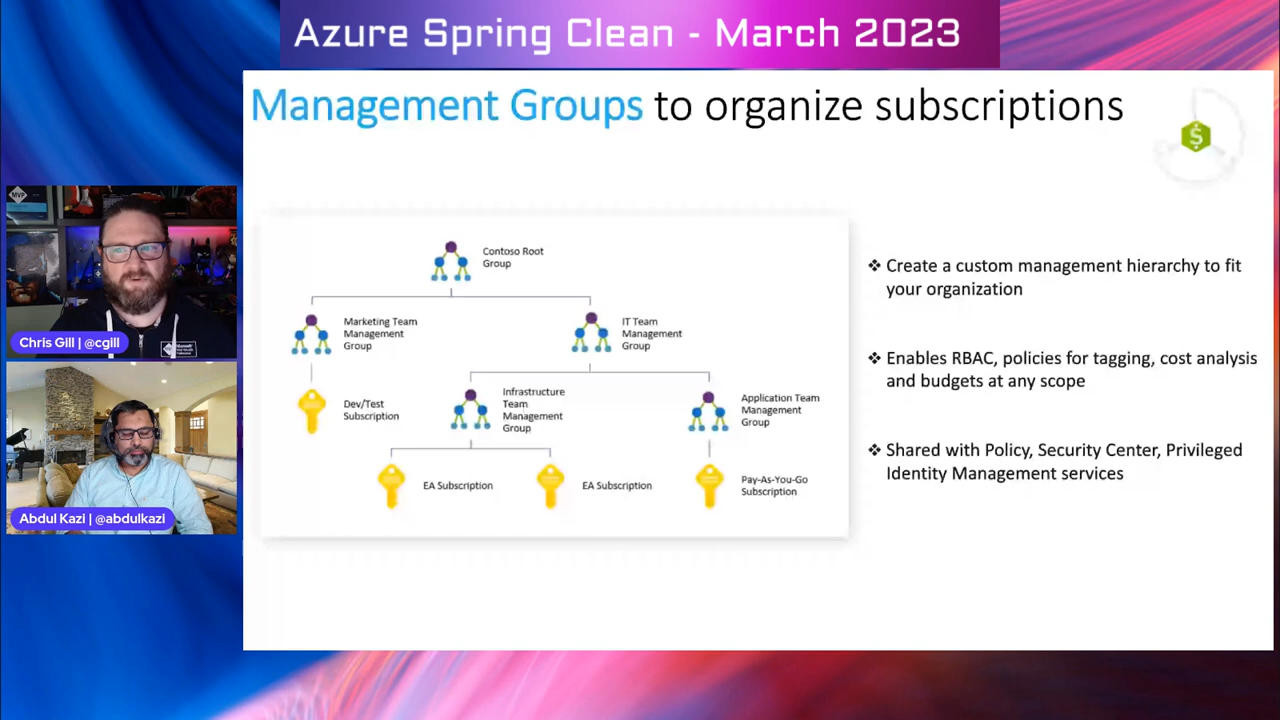 Azure Spring Clean - March 2023
Management Groups to organize subscriptions
$
MVP
Chris Gill | @cgill
Abdul Kazi | @abdulkazi
Contoso Root
Group
Marketing Team
Management
Group
IT Team
Management
Group
Dev/Test
Subscription
Infrastructure
Team
Management
Group
Application Team
Management
Group
EA Subscription
EA Subscription
Pay-As-You-Go
Subscription
❖ Create a custom management hierarchy to fit
your organization
❖ Enables RBAC, policies for tagging, cost analysis
and budgets at any scope
❖ Shared with Policy, Security Center, Privileged
Identity Management services